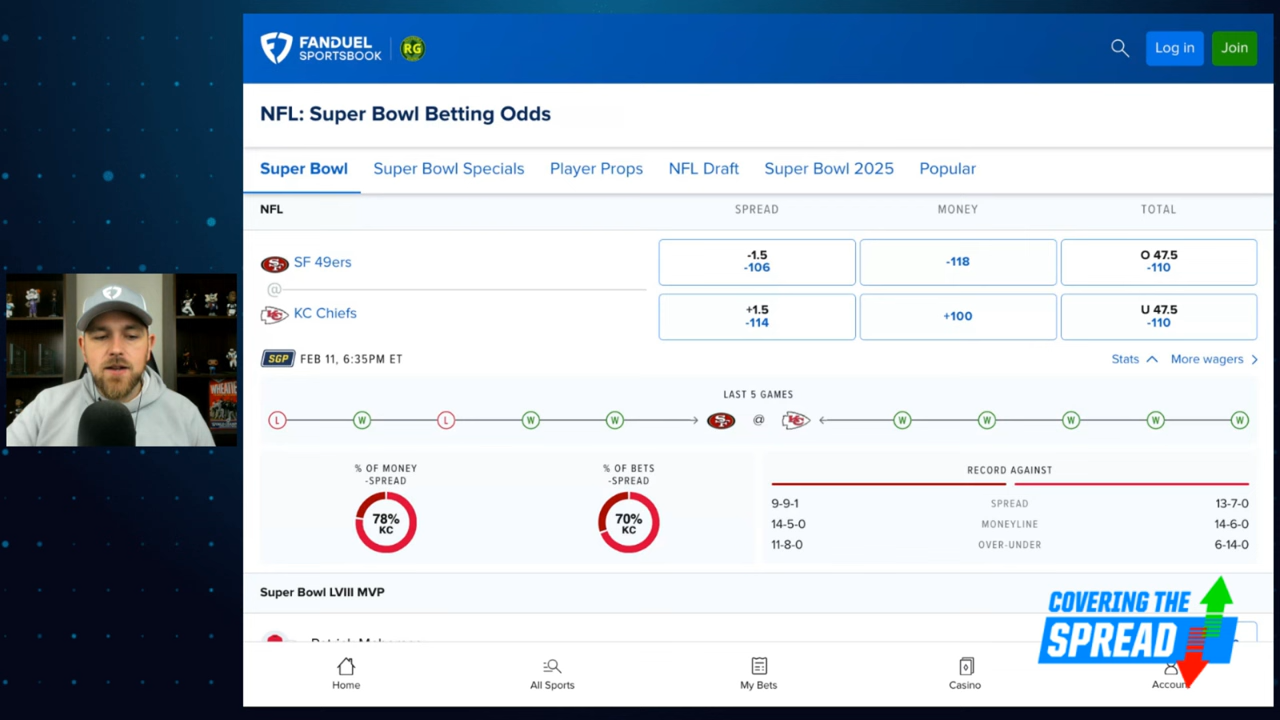 FANDUEL
SPORTSBOOK
RG
Log in
Join
NFL: Super Bowl Betting Odds
Super Bowl
Super Bowl Specials
Player Props
NFL Draft
Super Bowl 2025
Popular
NFL
SPREAD
MONEY
TOTAL
SF 49ers
-1.5
-106
-118
O 47.5
-110
@
KC Chiefs
+1.5
-114
+100
U 47.5
-110
SGP
FEB 11, 6:35PM ET
Stats
More wagers
LAST 5 GAMES
L
W
L
W
W
@
W
W
W
W
W
% OF MONEY
-SPREAD
78%
KC
% OF BETS
-SPREAD
70%
KC
RECORD AGAINST
9-9-1
SPREAD
13-7-0
14-5-0
MONEYLINE
14-6-0
11-8-0
OVER-UNDER
6-14-0
Super Bowl LVIII MVP
COVERING THE
SPREAD
Home
All Sports
My Bets
Casino
Account